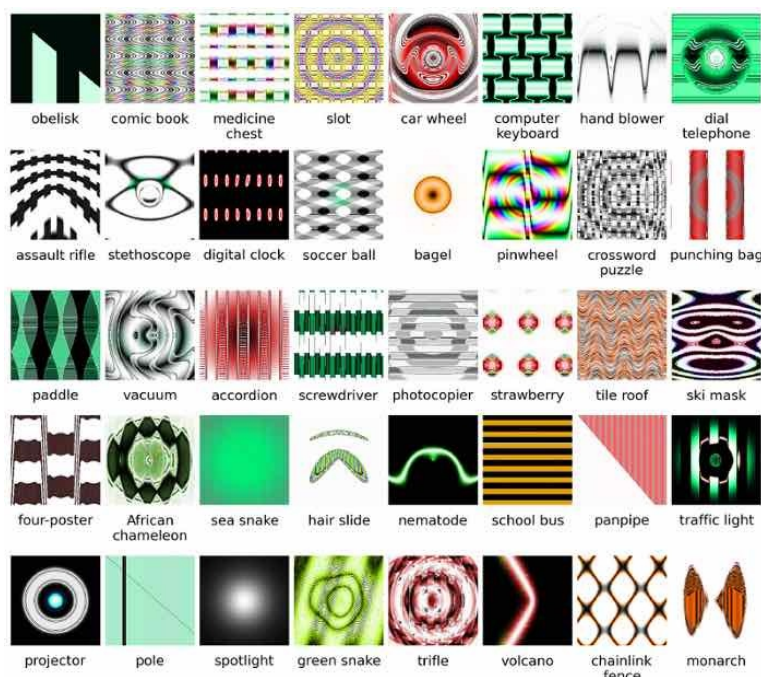 obelisk
comic book
medicine
chest
slot
car wheel
computer
keyboard
hand blower
dial
telephone
assault rifle
stethoscope
digital clock
soccer ball
bagel
pinwheel
crossword
puzzle
punching bag
paddle
vacuum
accordion
screwdriver
photocopier
strawberry
tile roof
ski mask
four-poster
African
chameleon
sea snake
hair slide
nematode
school bus
panpipe
traffic light
projector
pole
spotlight
green snake
trifle
volcano
chainlink
fence
monarch